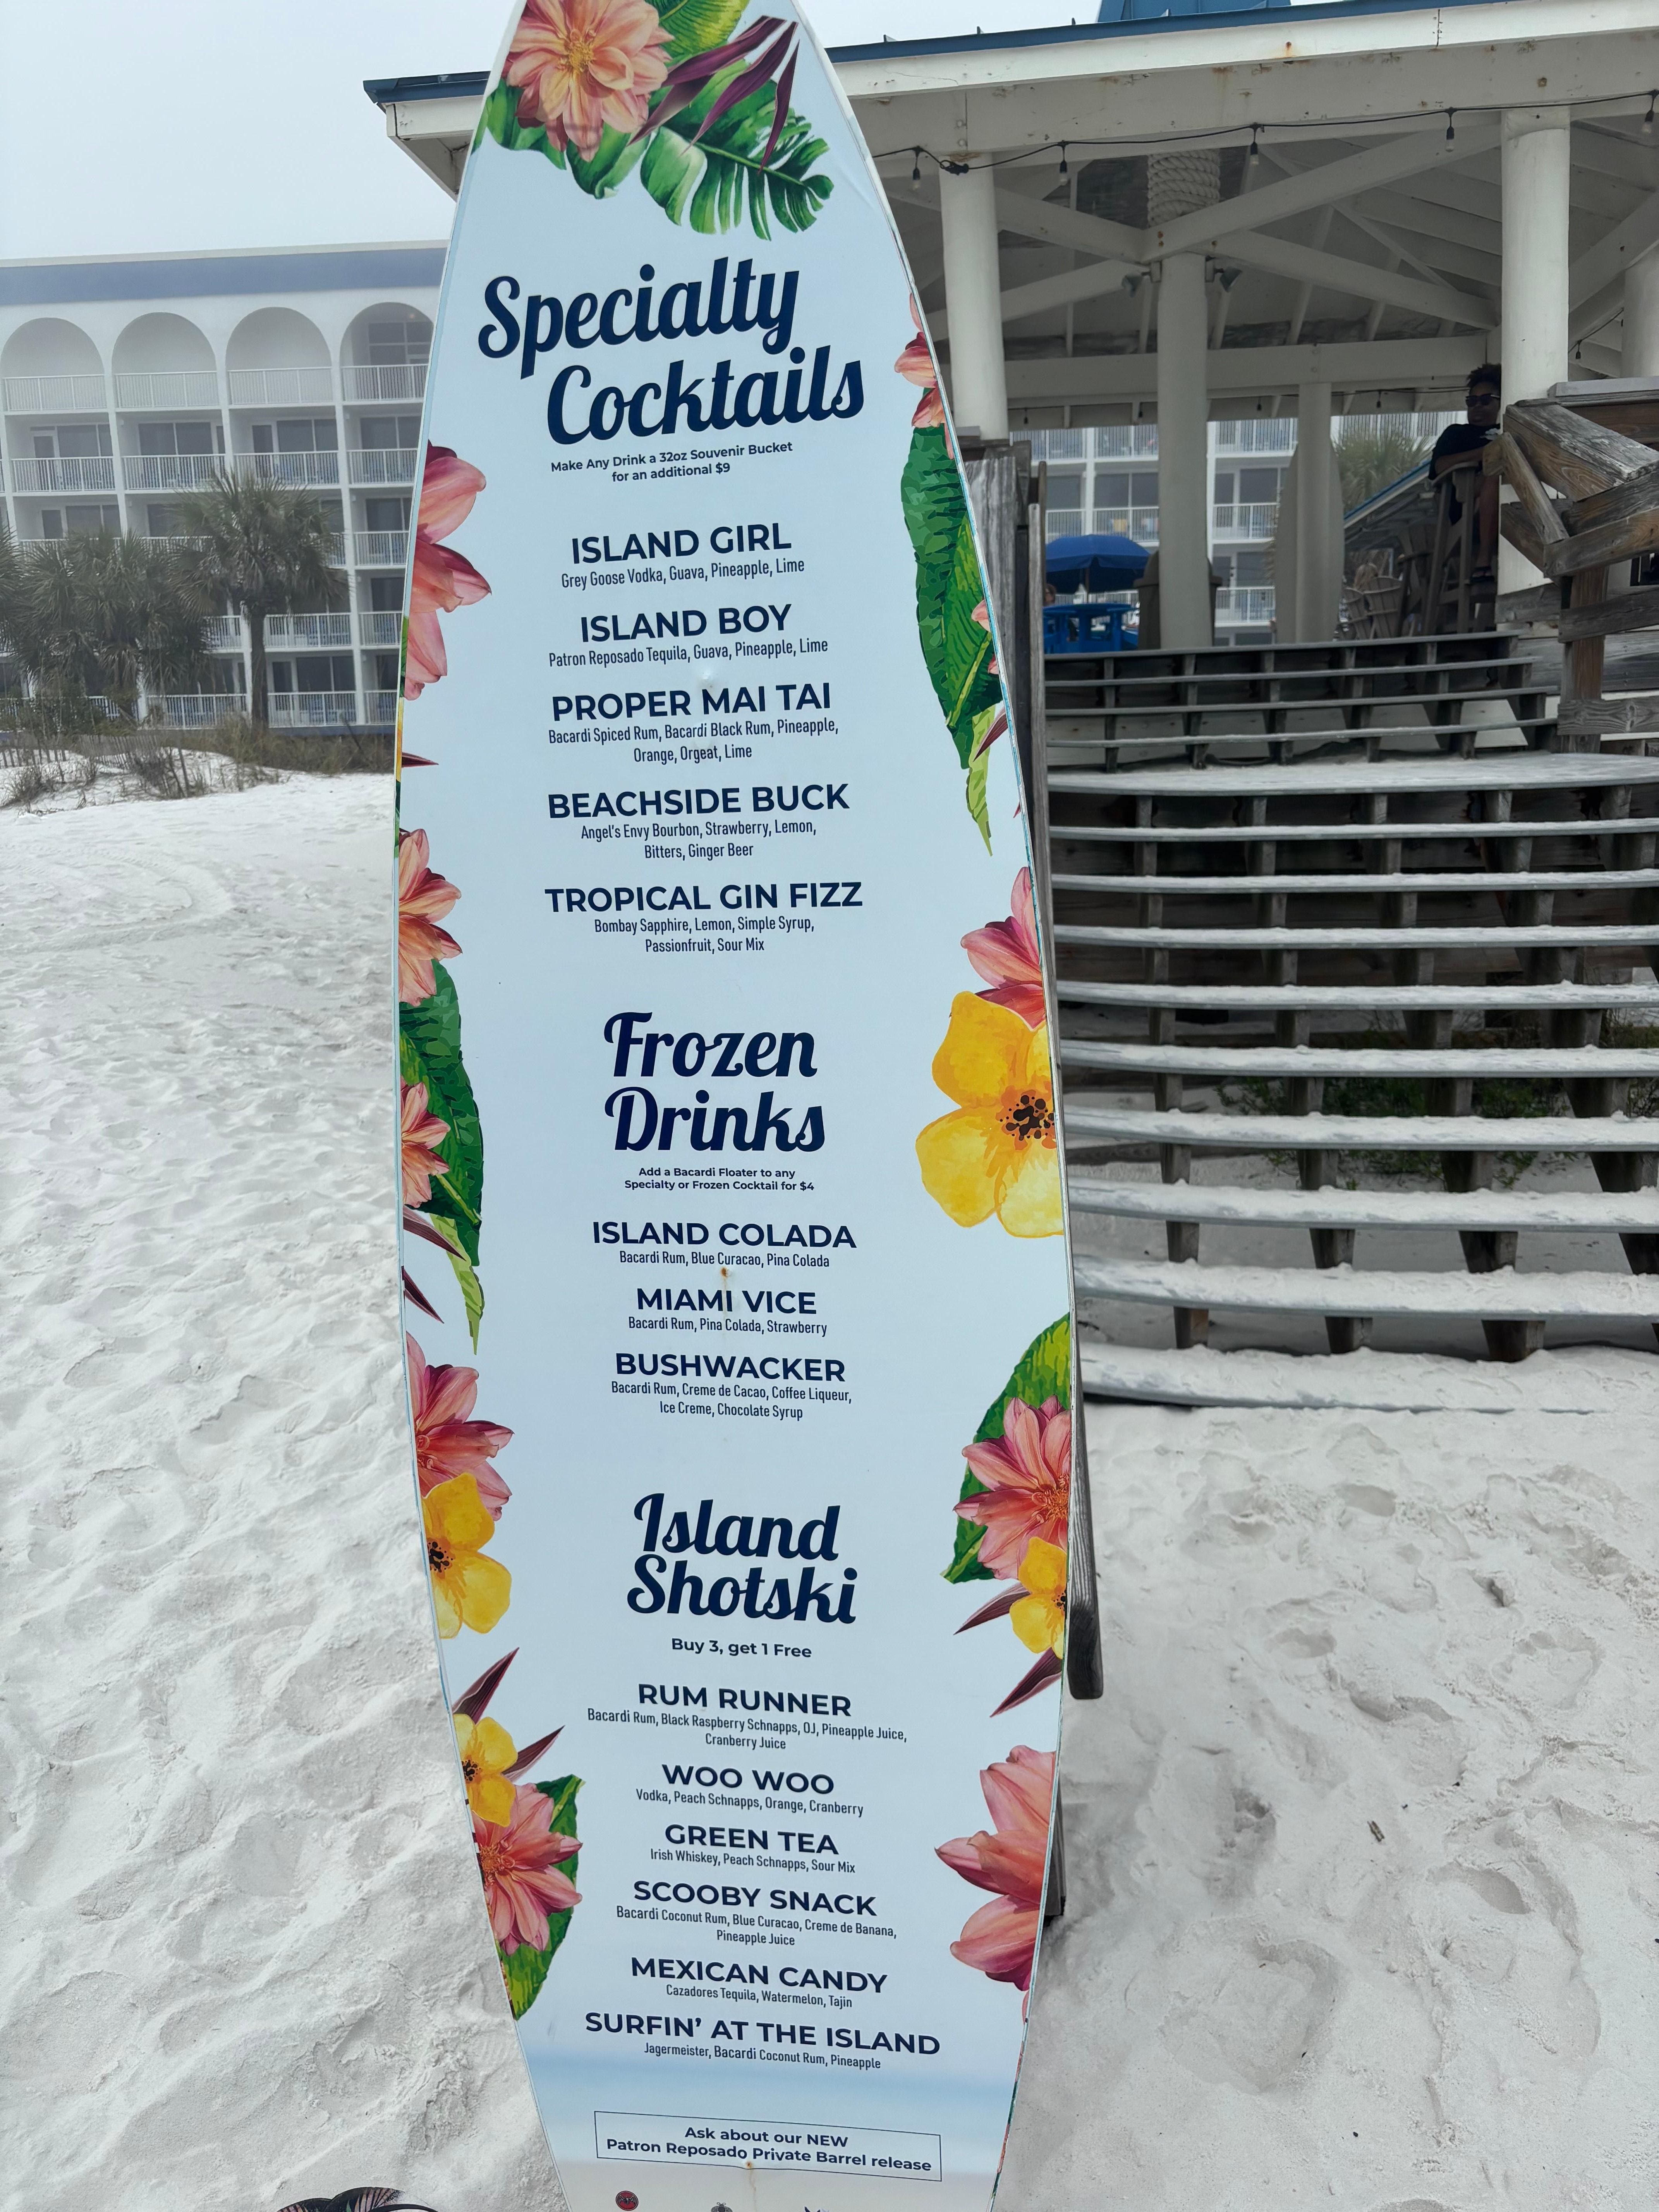 Specialty
Cocktails
Make Any Drink a 32oz Souvenir Bucket
for an additional $9
ISLAND GIRL
Grey Goose Vodka, Guava, Pineapple, Lime
ISLAND BOY
Patron Reposado Tequila, Guava, Pineapple, Lime
PROPER MAI TAI
Bacardi Spiced Rum, Bacardi Black Rum, Pineapple,
Orange, Orgeat, Lime
BEACHSIDE BUCK
Angel's Envy Bourbon, Strawberry, Lemon,
Bitters, Ginger Beer
TROPICAL GIN FIZZ
Bombay Sapphire, Lemon, Simple Syrup,
Passionfruit, Sour Mix
Frozen
Drinks
Add a Bacardi Floater to any
Specialty or Frozen Cocktail for $4
ISLAND COLADA
Bacardi Rum, Blue Curacao, Pina Colada
MIAMI VICE
Bacardi Rum, Pina Colada, Strawberry
BUSHWACKER
Bacardi Rum, Creme de Cacao, Coffee Liqueur,
Ice Creme, Chocolate Syrup
Island
Shotski
Buy 3, get 1 Free
RUM RUNNER
Bacardi Rum, Black Raspberry Schnapps, OJ, Pineapple Juice,
Cranberry Juice
WOO WOO
Vodka, Peach Schnapps, Orange, Cranberry
GREEN TEA
Irish Whiskey, Peach Schnapps, Sour Mix
SCOOBY SNACK
Bacardi Coconut Rum, Blue Curacao, Creme de Banana,
Pineapple Juice
MEXICAN CANDY
Cazadores Tequila, Watermelon, Tajin
SURFIN' AT THE ISLAND
Jagermeister, Bacardi Coconut Rum, Pineapple
Ask about our NEW
Patron Reposado Private Barrel release